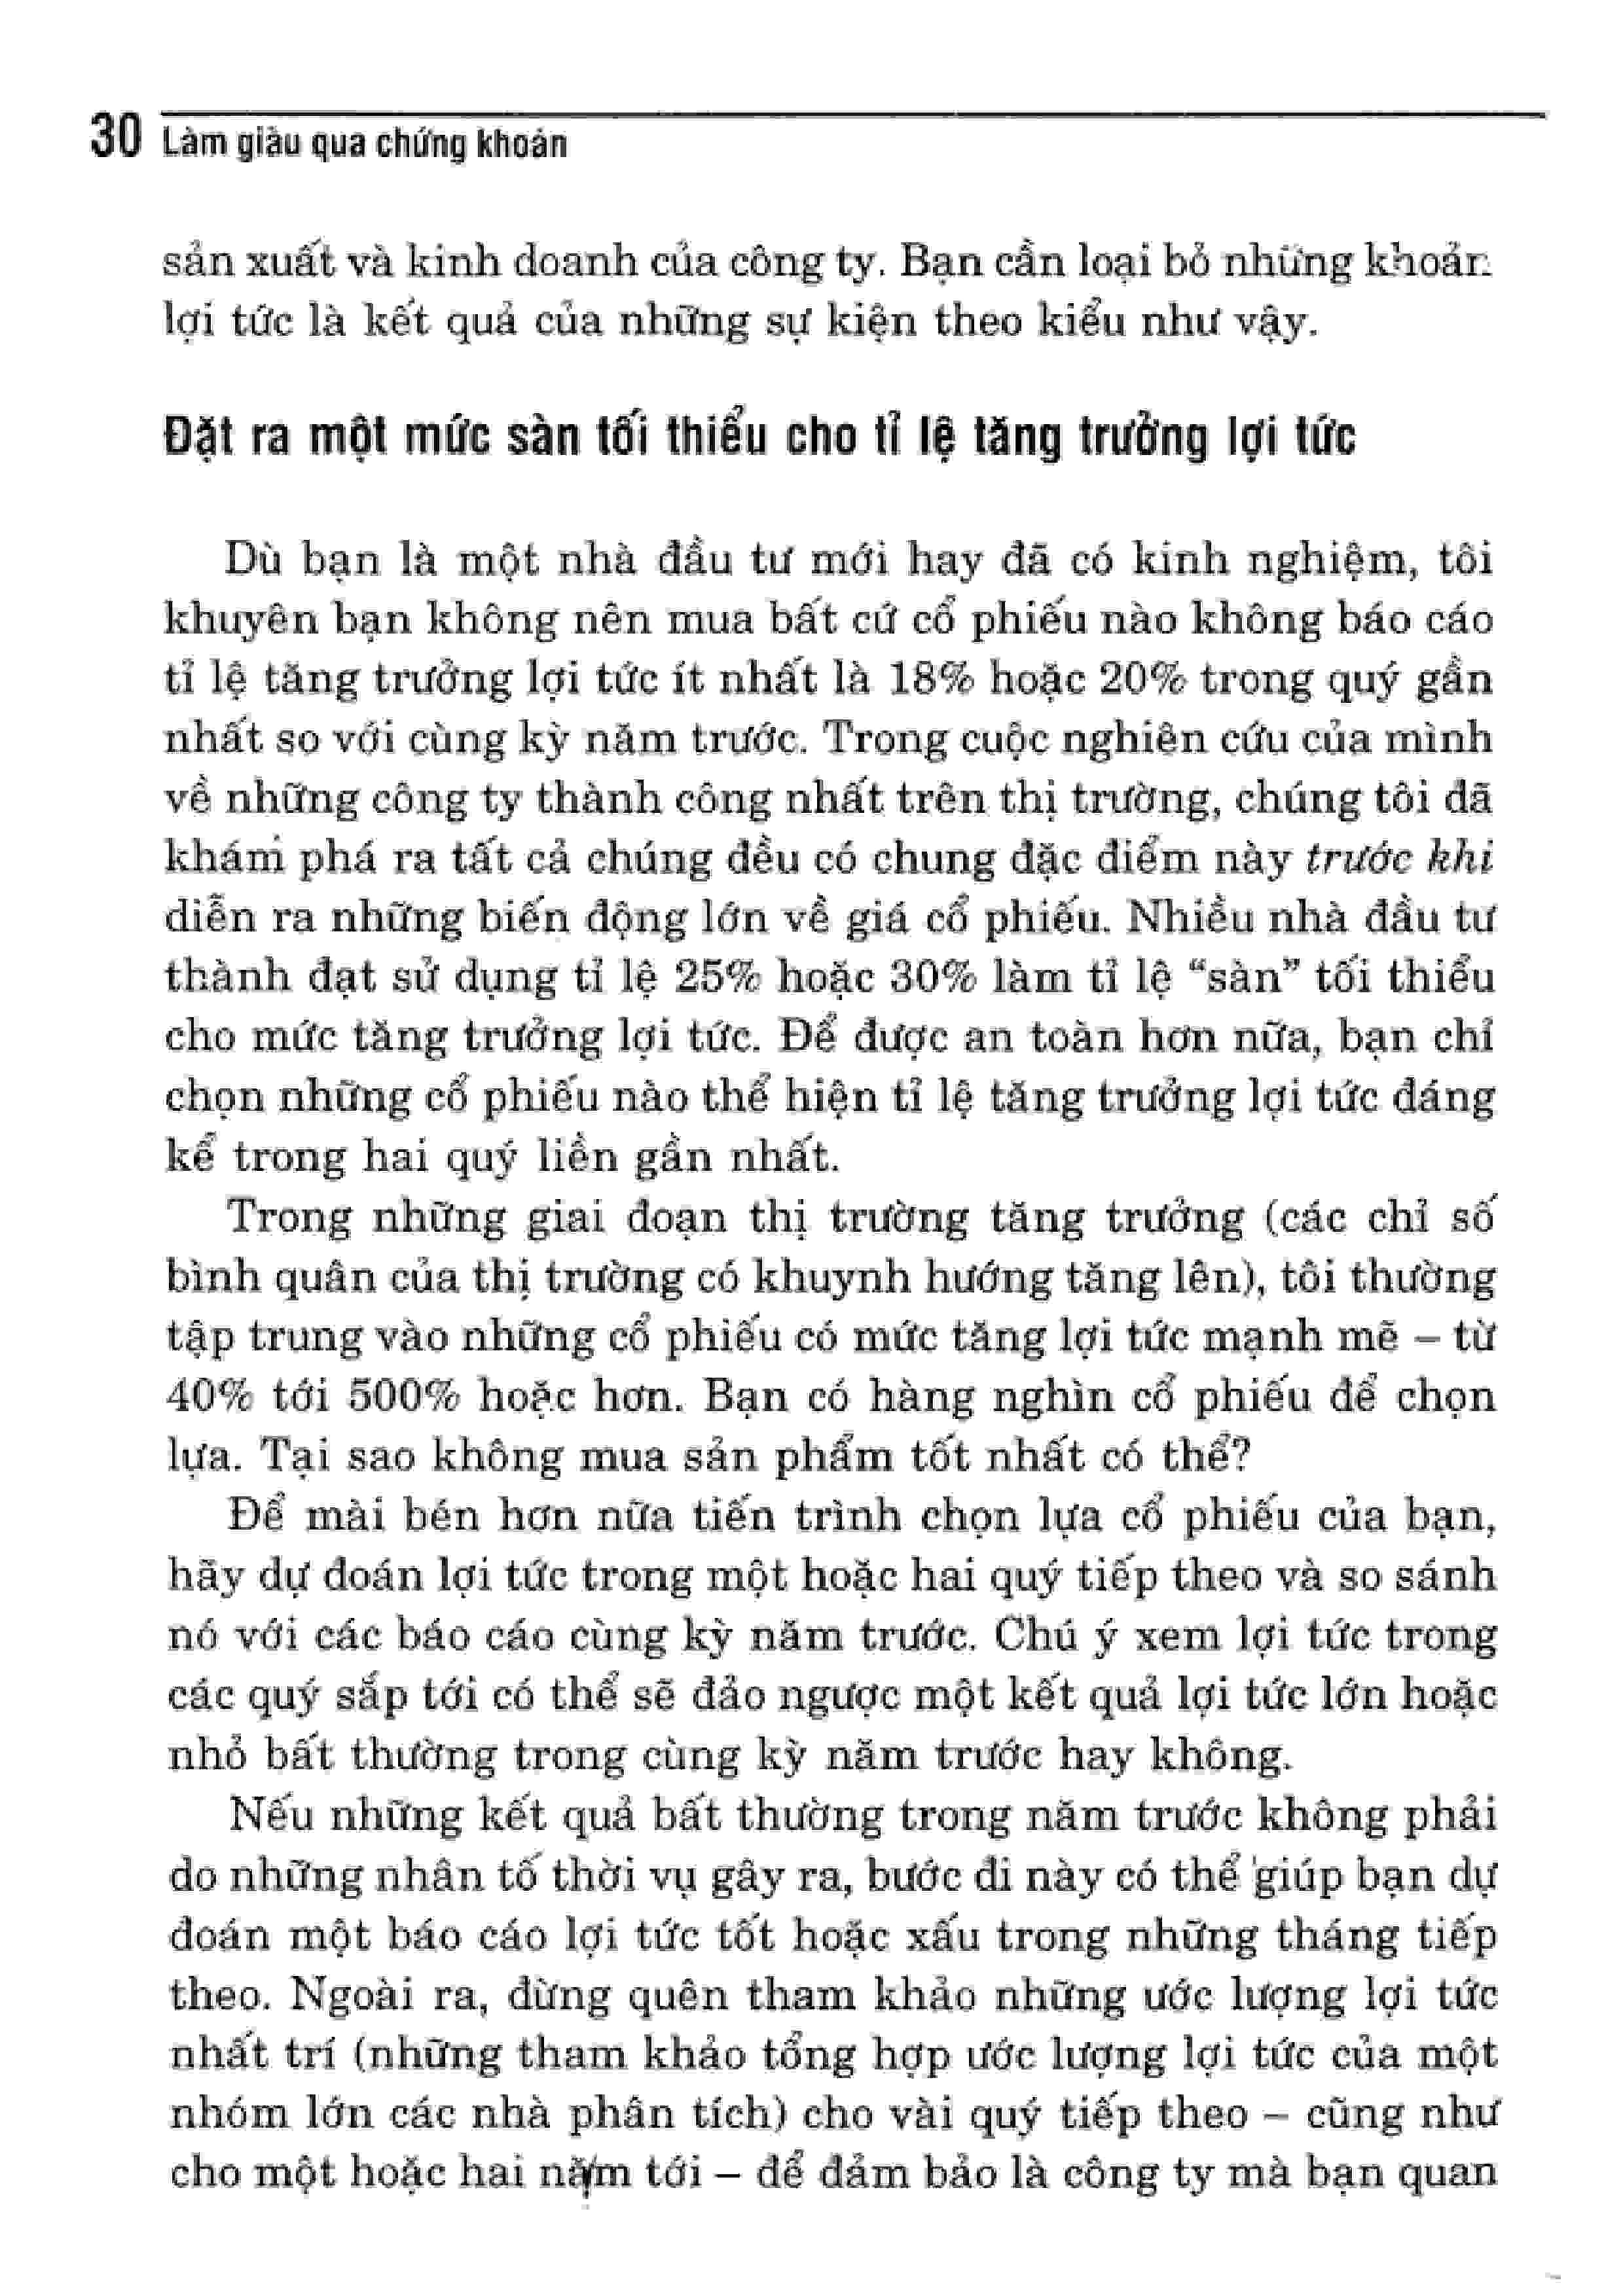 30 Làm giàu qua chứng khoán
sản xuất và kinh doanh của công ty. Bạn cần loại bỏ những khoản
lợi tức là kết quả của những sự kiện theo kiểu như vậy.
Đặt ra một mức sàn tối thiểu cho tỉ lệ tăng trưởng lợi tức
Dù bạn là một nhà đầu tư mới hay đã có kinh nghiệm, tôi
khuyên bạn không nên mua bất cứ cổ phiếu nào không báo cáo
tỉ lệ tăng trưởng lợi tức ít nhất là 18% hoặc 20% trong quý gần
nhất so với cùng kỳ năm trước. Trong cuộc nghiên cứu của mình
về những công ty thành công nhất trên thị trường, chúng tôi đã
khám phá ra tất cả chúng đều có chung đặc điểm này trước khi
diễn ra những biến động lớn về giá cổ phiếu. Nhiều nhà đầu tư
thành đạt sử dụng tỉ lệ 25% hoặc 30% làm tỉ lệ “sàn” tối thiểu
cho mức tăng trưởng lợi tức. Để được an toàn hơn nữa, bạn chỉ
chọn những cổ phiếu nào thể hiện tỉ lệ tăng trưởng lợi tức đáng
kể trong hai quý liền gần nhất.
Trong những giai đoạn thị trường tăng trưởng (các chỉ số
bình quân của thị trường có khuynh hướng tăng lên), tôi thường
tập trung vào những cổ phiếu có mức tăng lợi tức mạnh mẽ – từ
40% tới 500% hoặc hơn. Bạn có hàng nghìn cổ phiếu để chọn
lựa. Tại sao không mua sản phẩm tốt nhất có thể?
Để mài bén hơn nữa tiến trình chọn lựa cổ phiếu của bạn,
hãy dự đoán lợi tức trong một hoặc hai quý tiếp theo và so sánh
nó với các báo cáo cùng kỳ năm trước. Chú ý xem lợi tức trong
các quý sắp tới có thể sẽ đảo ngược một kết quả lợi tức lớn hoặc
nhỏ bất thường trong cùng kỳ năm trước hay không.
Nếu những kết quả bất thường trong năm trước không phải
do những nhân tố thời vụ gây ra, bước đi này có thể giúp bạn dự
đoán một báo cáo lợi tức tốt hoặc xấu trong những tháng tiếp
theo. Ngoài ra, đừng quên tham khảo những ước lượng lợi tức
nhất trí (những tham khảo tổng hợp ước lượng lợi tức của một
nhóm lớn các nhà phân tích) cho vài quý tiếp theo – cũng như
cho một hoặc hai năm tới – để đảm bảo là công ty mà bạn quan